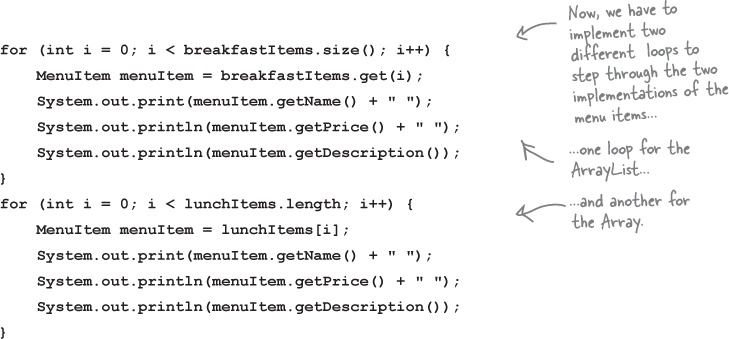 for (int i = 0; i < breakfastItems.size(); i++) {
MenuItem menuItem = breakfastItems.get(i);
System.out.print(menuItem.getName() + " ");
System.out.println(menuItem.getPrice() + " ");
System.out.println(menuItem.getDescription());
}
for (int i = 0; i < lunchItems.length; i++) {
MenuItem menuItem = lunchItems[i];
System.out.print(menuItem.getName() + " ");
System.out.println(menuItem.getPrice() + " ");
System.out.println(menuItem.getDescription());
}
Now, we have to
implement two
different loops to
step through the two
implementations of the
menu items...
...one loop for the
ArrayList...
...and another for
the Array.